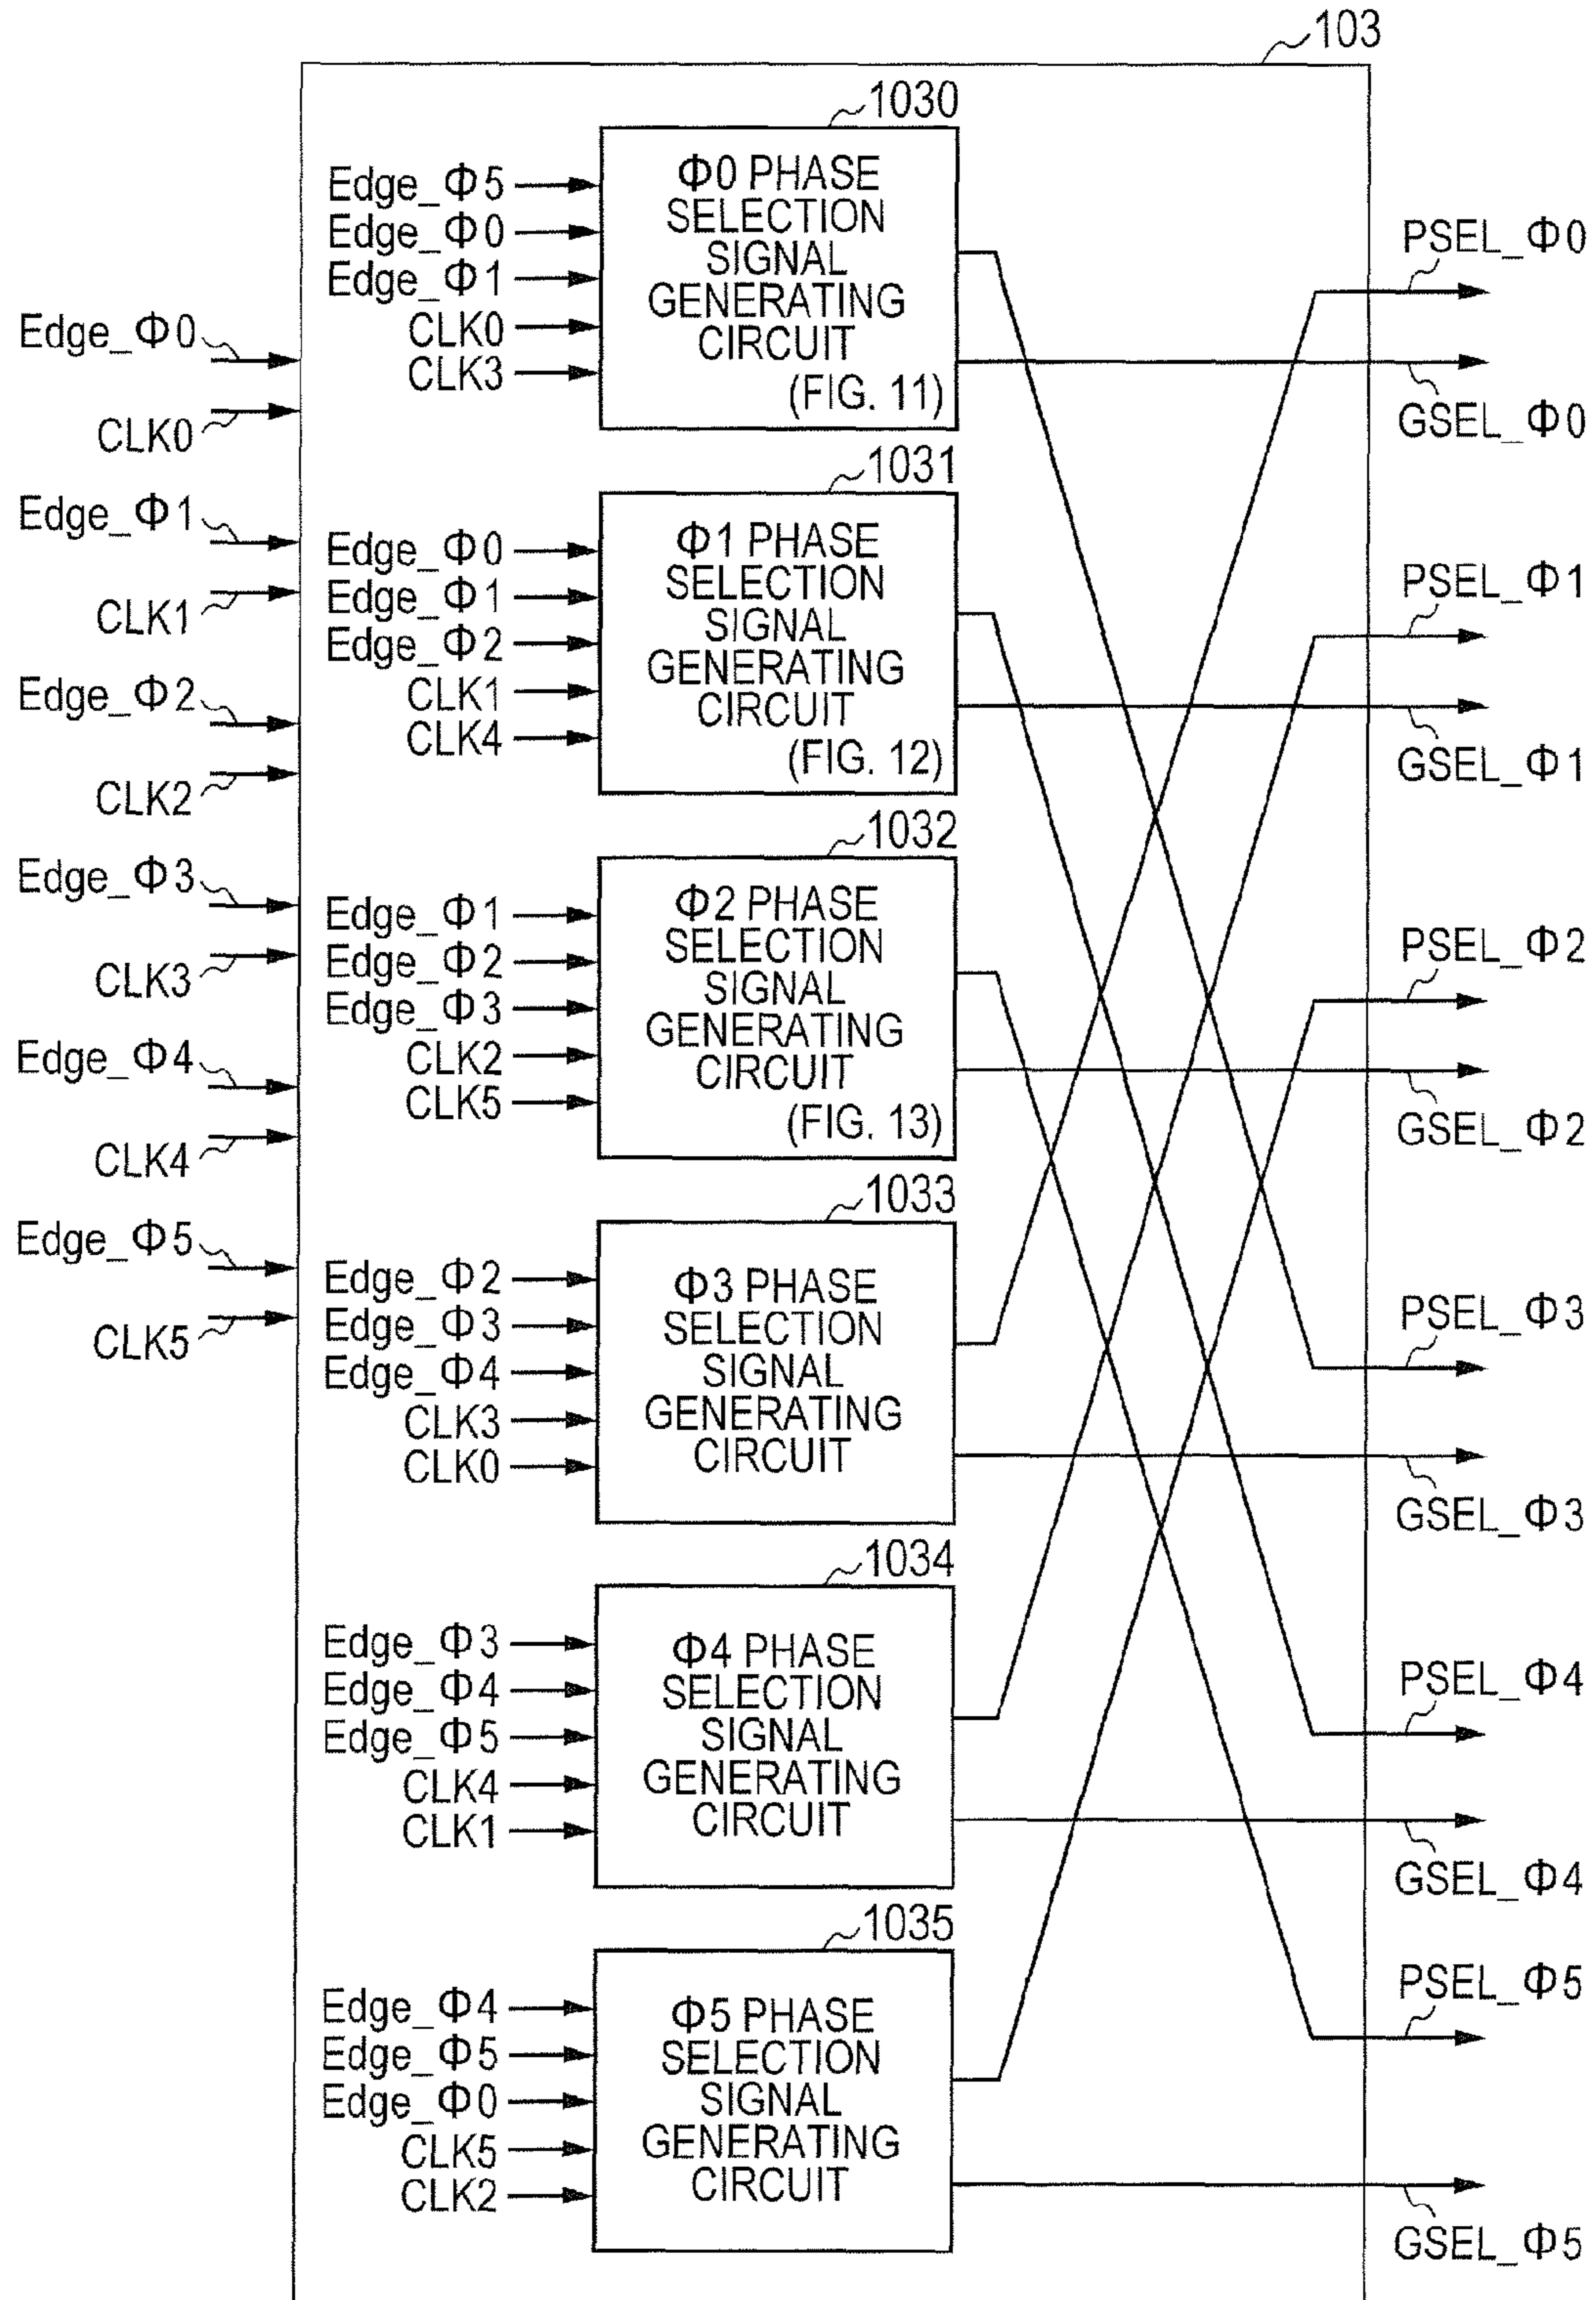 103
Edge_Φ0
CLK0
Edge_Φ1
CLK1
Edge_Φ2
CLK2
Edge_Φ3
CLK3
Edge_Φ4
CLK4
Edge_Φ5
CLK5
1030
Edge_Φ5
Edge_Φ0
Edge_Φ1
CLK0
CLK3
Φ0 PHASE
SELECTION
SIGNAL
GENERATING
CIRCUIT
(FIG. 11)
1031
Edge_Φ0
Edge_Φ1
Edge_Φ2
CLK1
CLK4
Φ1 PHASE
SELECTION
SIGNAL
GENERATING
CIRCUIT
(FIG. 12)
1032
Edge_Φ1
Edge_Φ2
Edge_Φ3
CLK2
CLK5
Φ2 PHASE
SELECTION
SIGNAL
GENERATING
CIRCUIT
(FIG. 13)
1033
Edge_Φ2
Edge_Φ3
Edge_Φ4
CLK3
CLK0
Φ3 PHASE
SELECTION
SIGNAL
GENERATING
CIRCUIT
1034
Edge_Φ3
Edge_Φ4
Edge_Φ5
CLK4
CLK1
Φ4 PHASE
SELECTION
SIGNAL
GENERATING
CIRCUIT
1035
Edge_Φ4
Edge_Φ5
Edge_Φ0
CLK5
CLK2
Φ5 PHASE
SELECTION
SIGNAL
GENERATING
CIRCUIT
PSEL_Φ0
GSEL_Φ0
PSEL_Φ1
GSEL_Φ1
PSEL_Φ2
GSEL_Φ2
PSEL_Φ3
GSEL_Φ3
PSEL_Φ4
GSEL_Φ4
PSEL_Φ5
GSEL_Φ5